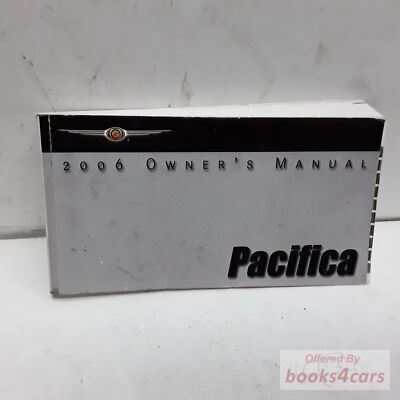 2006 OWNER'S MANUAL
Pacifica
Offered By
books4cars